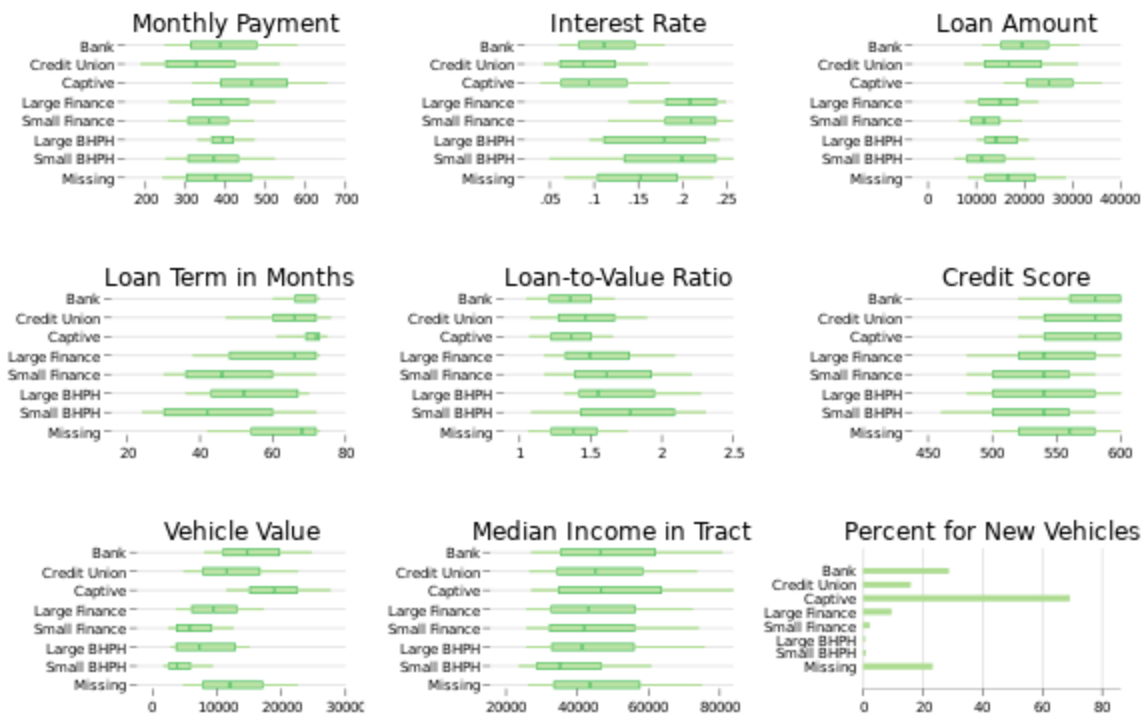 Monthly Payment
Bank
Credit Union
Captive
Large Finance
Small Finance
Large BHPH
Small BHPH
Missing
200 300 400 500 600 700
Interest Rate
Bank
Credit Union
Captive
Large Finance
Small Finance
Large BHPH
Small BHPH
Missing
.05 .1 .15 .2 .25
Loan Amount
Bank
Credit Union
Captive
Large Finance
Small Finance
Large BHPH
Small BHPH
Missing
0 10000 20000 30000 40000
Loan Term in Months
Bank
Credit Union
Captive
Large Finance
Small Finance
Large BHPH
Small BHPH
Missing
20 40 60 80
Loan-to-Value Ratio
Bank
Credit Union
Captive
Large Finance
Small Finance
Large BHPH
Small BHPH
Missing
1 1.5 2 2.5
Credit Score
Bank
Credit Union
Captive
Large Finance
Small Finance
Large BHPH
Small BHPH
Missing
450 500 550 600
Vehicle Value
Bank
Credit Union
Captive
Large Finance
Small Finance
Large BHPH
Small BHPH
Missing
0 10000 20000 30000
Median Income in Tract
Bank
Credit Union
Captive
Large Finance
Small Finance
Large BHPH
Small BHPH
Missing
20000 40000 60000 80000
Percent for New Vehicles
Bank
Credit Union
Captive
Large Finance
Small Finance
Large BHPH
Small BHPH
Missing
0 20 40 60 80